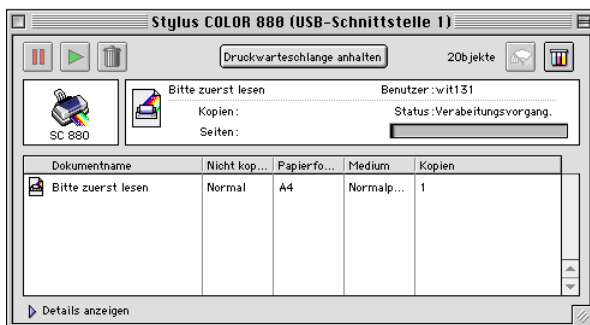 Stylus COLOR 880 (USB-Schnittstelle 1)
Druckwarteschlange anhalten
2Objekte
SC 880
Bitte zuerst lesen
Benutzer:wit131
Kopien:
Status:Verabeitungsvorgang.
Seiten:
Dokumentname Nicht kop... Papierfo... Medium Kopien
Bitte zuerst lesen Normal A4 Normalp... 1
Details anzeigen